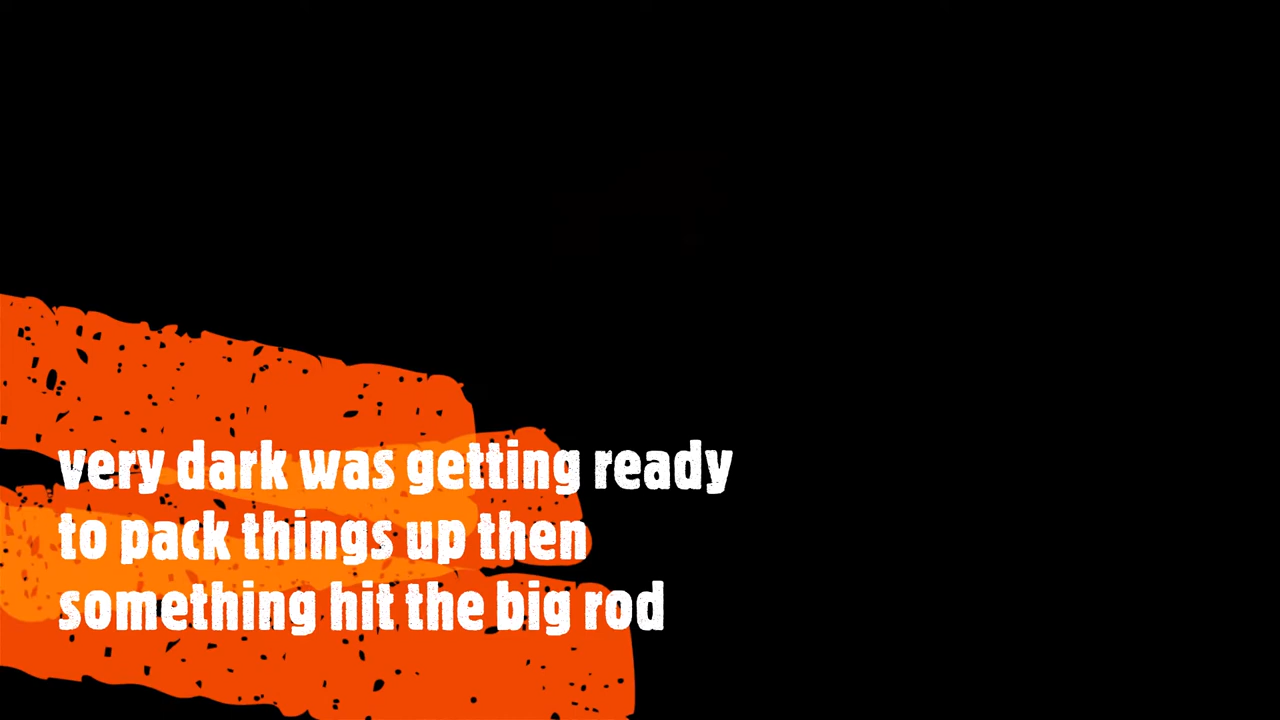 very dark was getting ready
to pack things up then
something hit the big rod